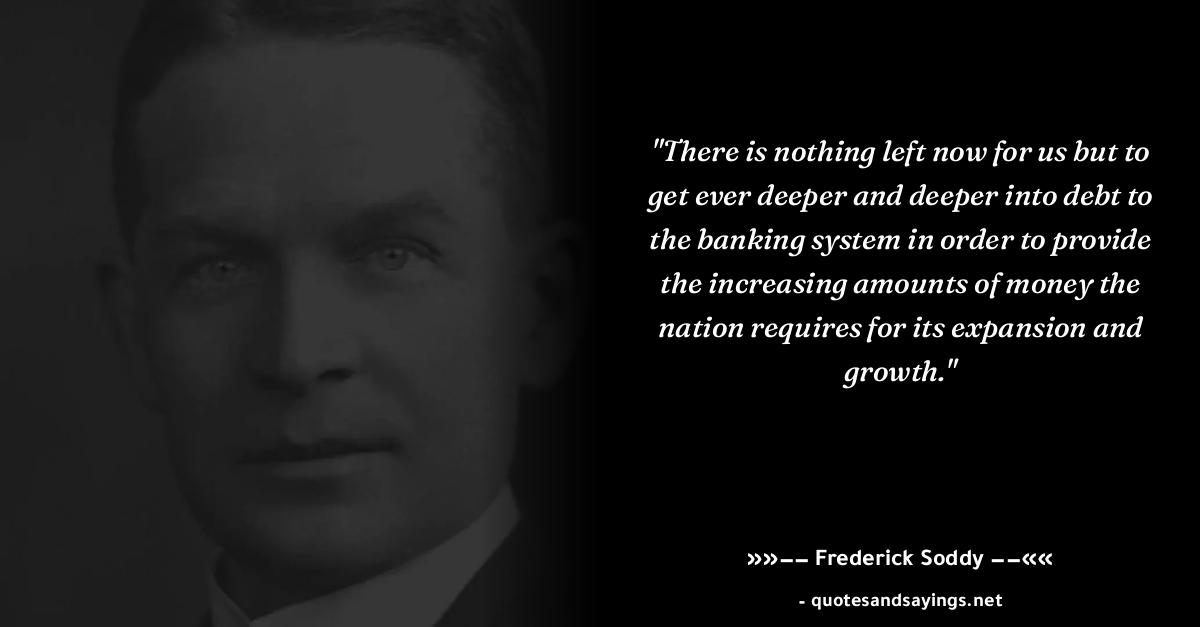 "There is nothing left now for us but to
get ever deeper and deeper into debt to
the banking system in order to provide
the increasing amounts of money the
nation requires for its expansion and
growth."
»»−− Frederick Soddy −−««
- quotesandsayings.net